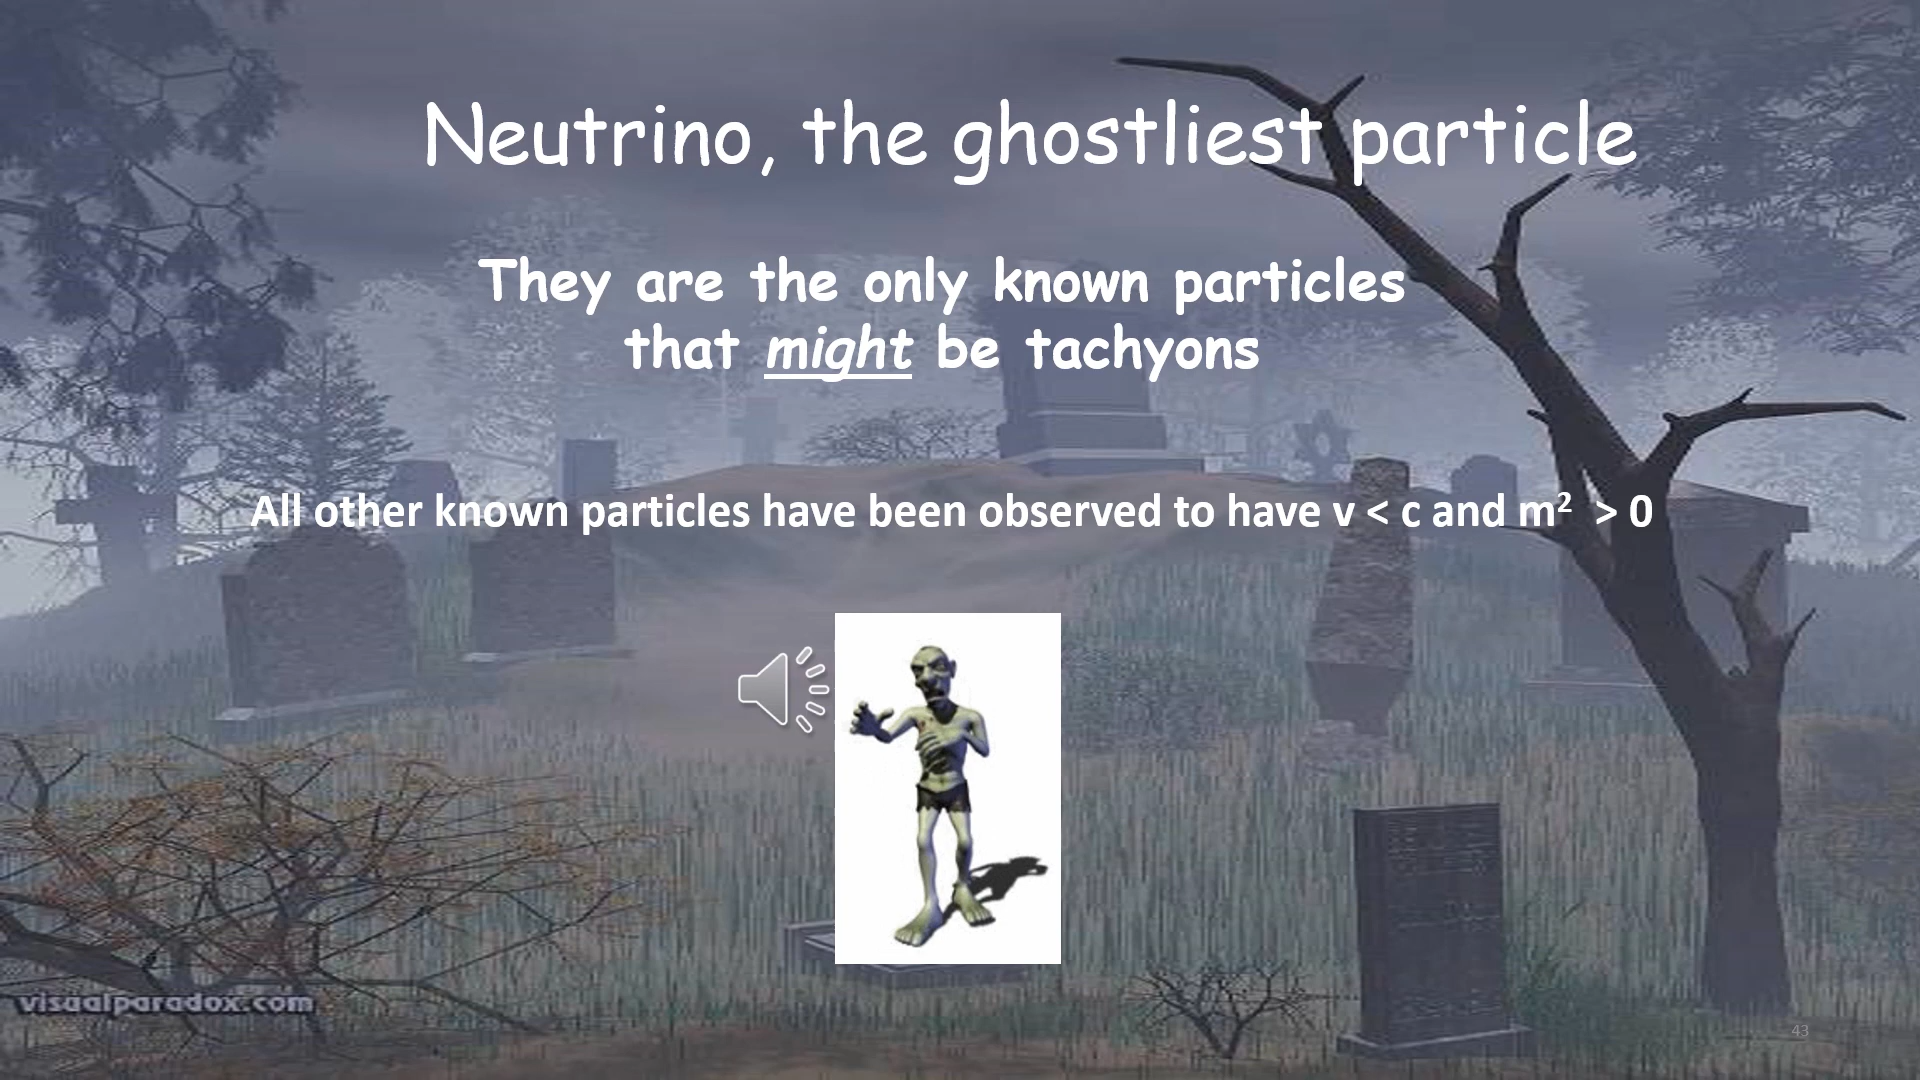 Neutrino, the ghostliest particle
They are the only known particles
that might be tachyons
All other known particles have been observed to have v < c and m² > 0
visualparadox.com
43